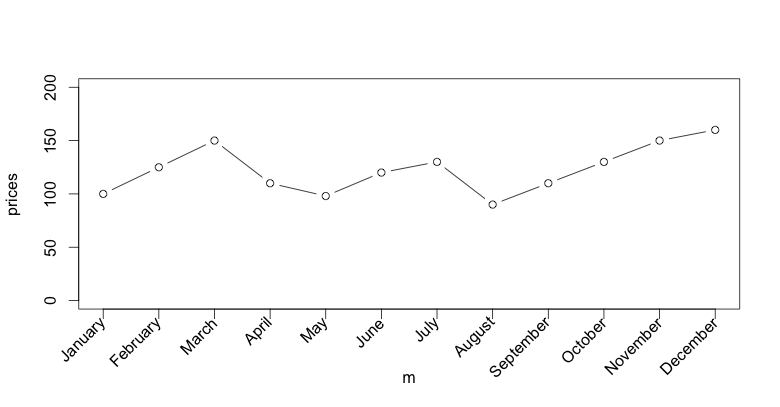 prices
200
150
100
50
0
January
February
March
April
May
June
July
August
September
October
November
December
m